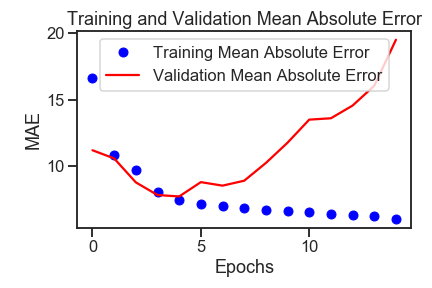 Training and Validation Mean Absolute Error
20
15
10
MAE
Training Mean Absolute Error
Validation Mean Absolute Error
0 5 10
Epochs